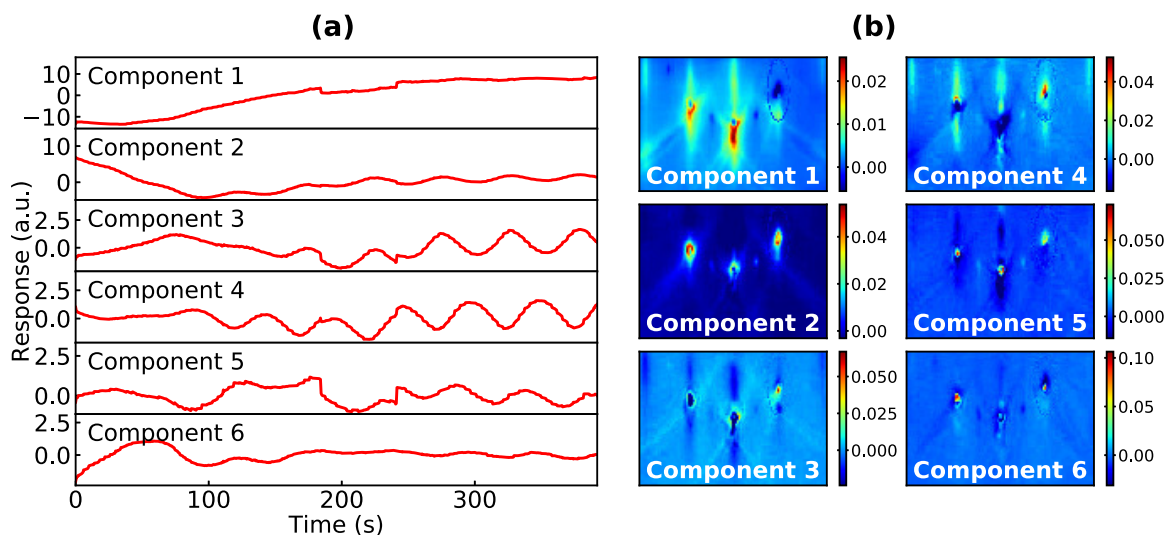 (a)
Response (a.u.)
10
0
−10
Component 1
10
0
Component 2
2.5
0.0
Component 3
2.5
0.0
Component 4
2.5
0.0
Component 5
2.5
0.0
Component 6
0 100 200 300
Time (s)
(b)
Component 1
0.02
0.01
0.00
Component 4
0.04
0.02
0.00
Component 2
0.04
0.02
0.00
Component 5
0.050
0.025
0.000
Component 3
0.050
0.025
0.000
Component 6
0.10
0.05
0.00